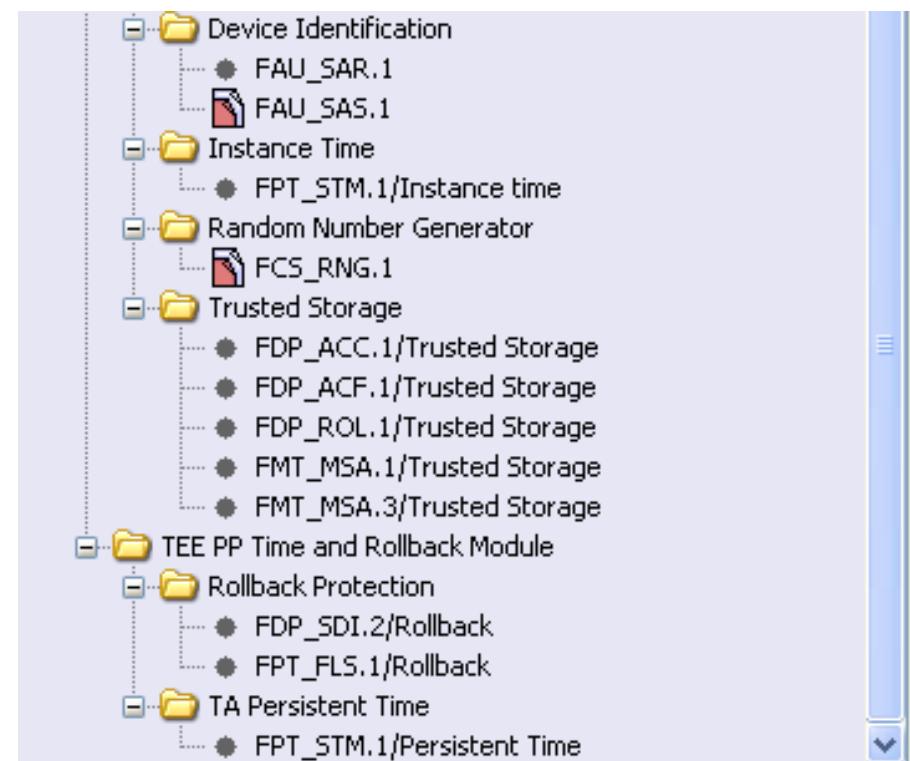 Device Identification
FAU_SAR.1
FAU_SAS.1
Instance Time
FPT_STM.1/Instance time
Random Number Generator
FCS_RNG.1
Trusted Storage
FDP_ACC.1/Trusted Storage
FDP_ACF.1/Trusted Storage
FDP_ROL.1/Trusted Storage
FMT_MSA.1/Trusted Storage
FMT_MSA.3/Trusted Storage
TEE PP Time and Rollback Module
Rollback Protection
FDP_SDI.2/Rollback
FPT_FLS.1/Rollback
TA Persistent Time
FPT_STM.1/Persistent Time